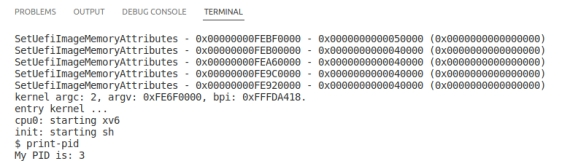 PROBLEMS OUTPUT DEBUG CONSOLE TERMINAL
SetUefiImageMemoryAttributes - 0x00000000FEBF0000 - 0x0000000000050000 (0x0000000000000000)
SetUefiImageMemoryAttributes - 0x00000000FEB00000 - 0x0000000000040000 (0x0000000000000000)
SetUefiImageMemoryAttributes - 0x00000000FEA60000 - 0x0000000000040000 (0x0000000000000000)
SetUefiImageMemoryAttributes - 0x00000000FE9C0000 - 0x0000000000040000 (0x0000000000000000)
SetUefiImageMemoryAttributes - 0x00000000FE920000 - 0x0000000000040000 (0x0000000000000000)
kernel argc: 2, argv: 0xFE6F0000, bpi: 0xFFFDA418.
entry kernel ...
cpu0: starting xv6
init: starting sh
$ print-pid
My PID is: 3